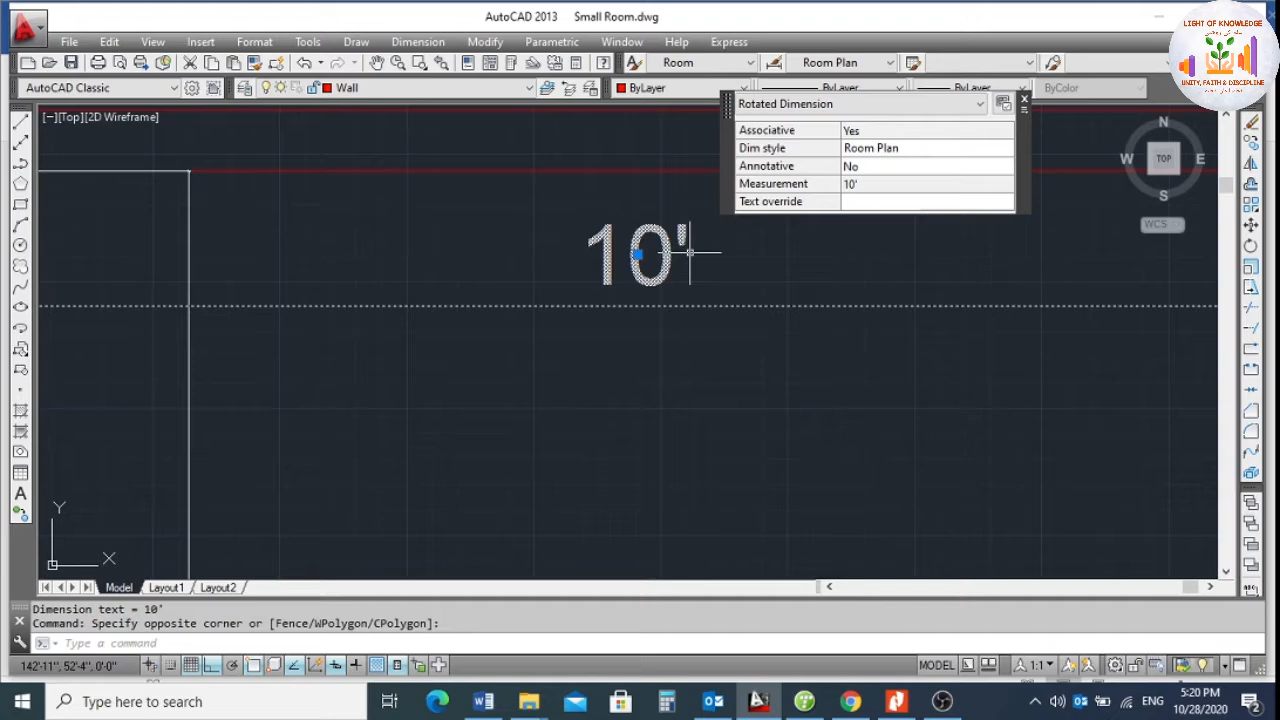 AutoCAD 2013 Small Room.dwg
LIGHT OF KNOWLEDGE
File Edit View Insert Format Tools Draw Dimension Modify Parametric Window Help Express
Room Room Plan
UNITY, FAITH & DISCIPLINE
AutoCAD Classic Wall ByLayer ByLayer ByLayer ByColor
[−][Top][2D Wireframe]
Rotated Dimension
Associative Yes
Dim style Room Plan
Annotative No
Measurement 10'
Text override
N
W TOP E
S
WCS
10'
Y
X
Model Layout1 Layout2
Dimension text = 10'
Command: Specify opposite corner or [Fence/WPolygon/CPolygon]:
Type a command
142'-11", 52'-4", 0'-0" MODEL 1:1
Type here to search ENG 5:20 PM
10/28/2020 2